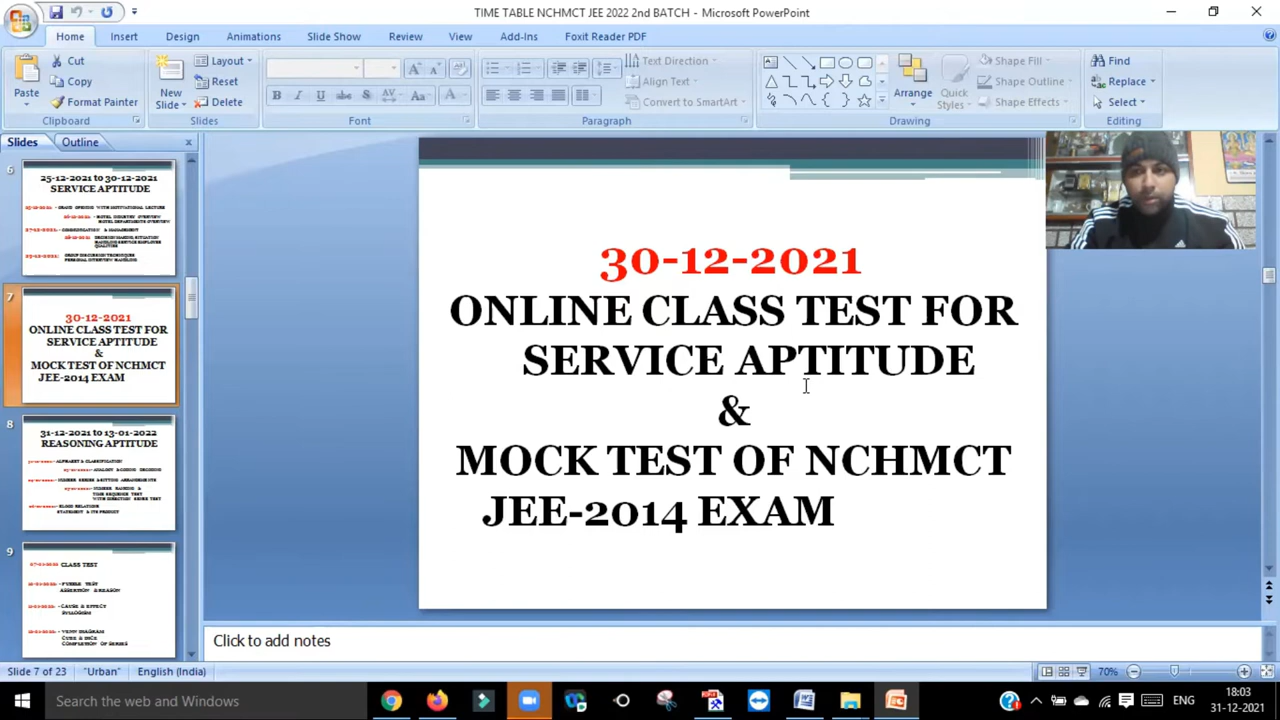 TIME TABLE NCHMCT JEE 2022 2nd BATCH - Microsoft PowerPoint
Home Insert Design Animations Slide Show Review View Add-Ins Foxit Reader PDF
Paste
Cut
Copy
Format Painter
Clipboard
New
Slide
Layout
Reset
Delete
Slides
B I U abc S AV Aa A
Font
Text Direction
Align Text
Convert to SmartArt
Paragraph
Arrange
Quick
Styles
Shape Fill
Shape Outline
Shape Effects
Drawing
Find
Replace
Select
Editing
Slides Outline
6
25-12-2021 to 30-12-2021
SERVICE APTITUDE
7
30-12-2021
ONLINE CLASS TEST FOR
SERVICE APTITUDE
&
MOCK TEST OF NCHMCT
JEE-2014 EXAM
8
31-12-2021 to 13-01-2022
REASONING APTITUDE
9
CLASS TEST
30-12-2021
ONLINE CLASS TEST FOR
SERVICE APTITUDE
&
MOCK TEST OF NCHMCT
JEE-2014 EXAM
Click to add notes
Slide 7 of 23 "Urban" English (India) 70%
Search the web and Windows
ENG
18:03
31-12-2021